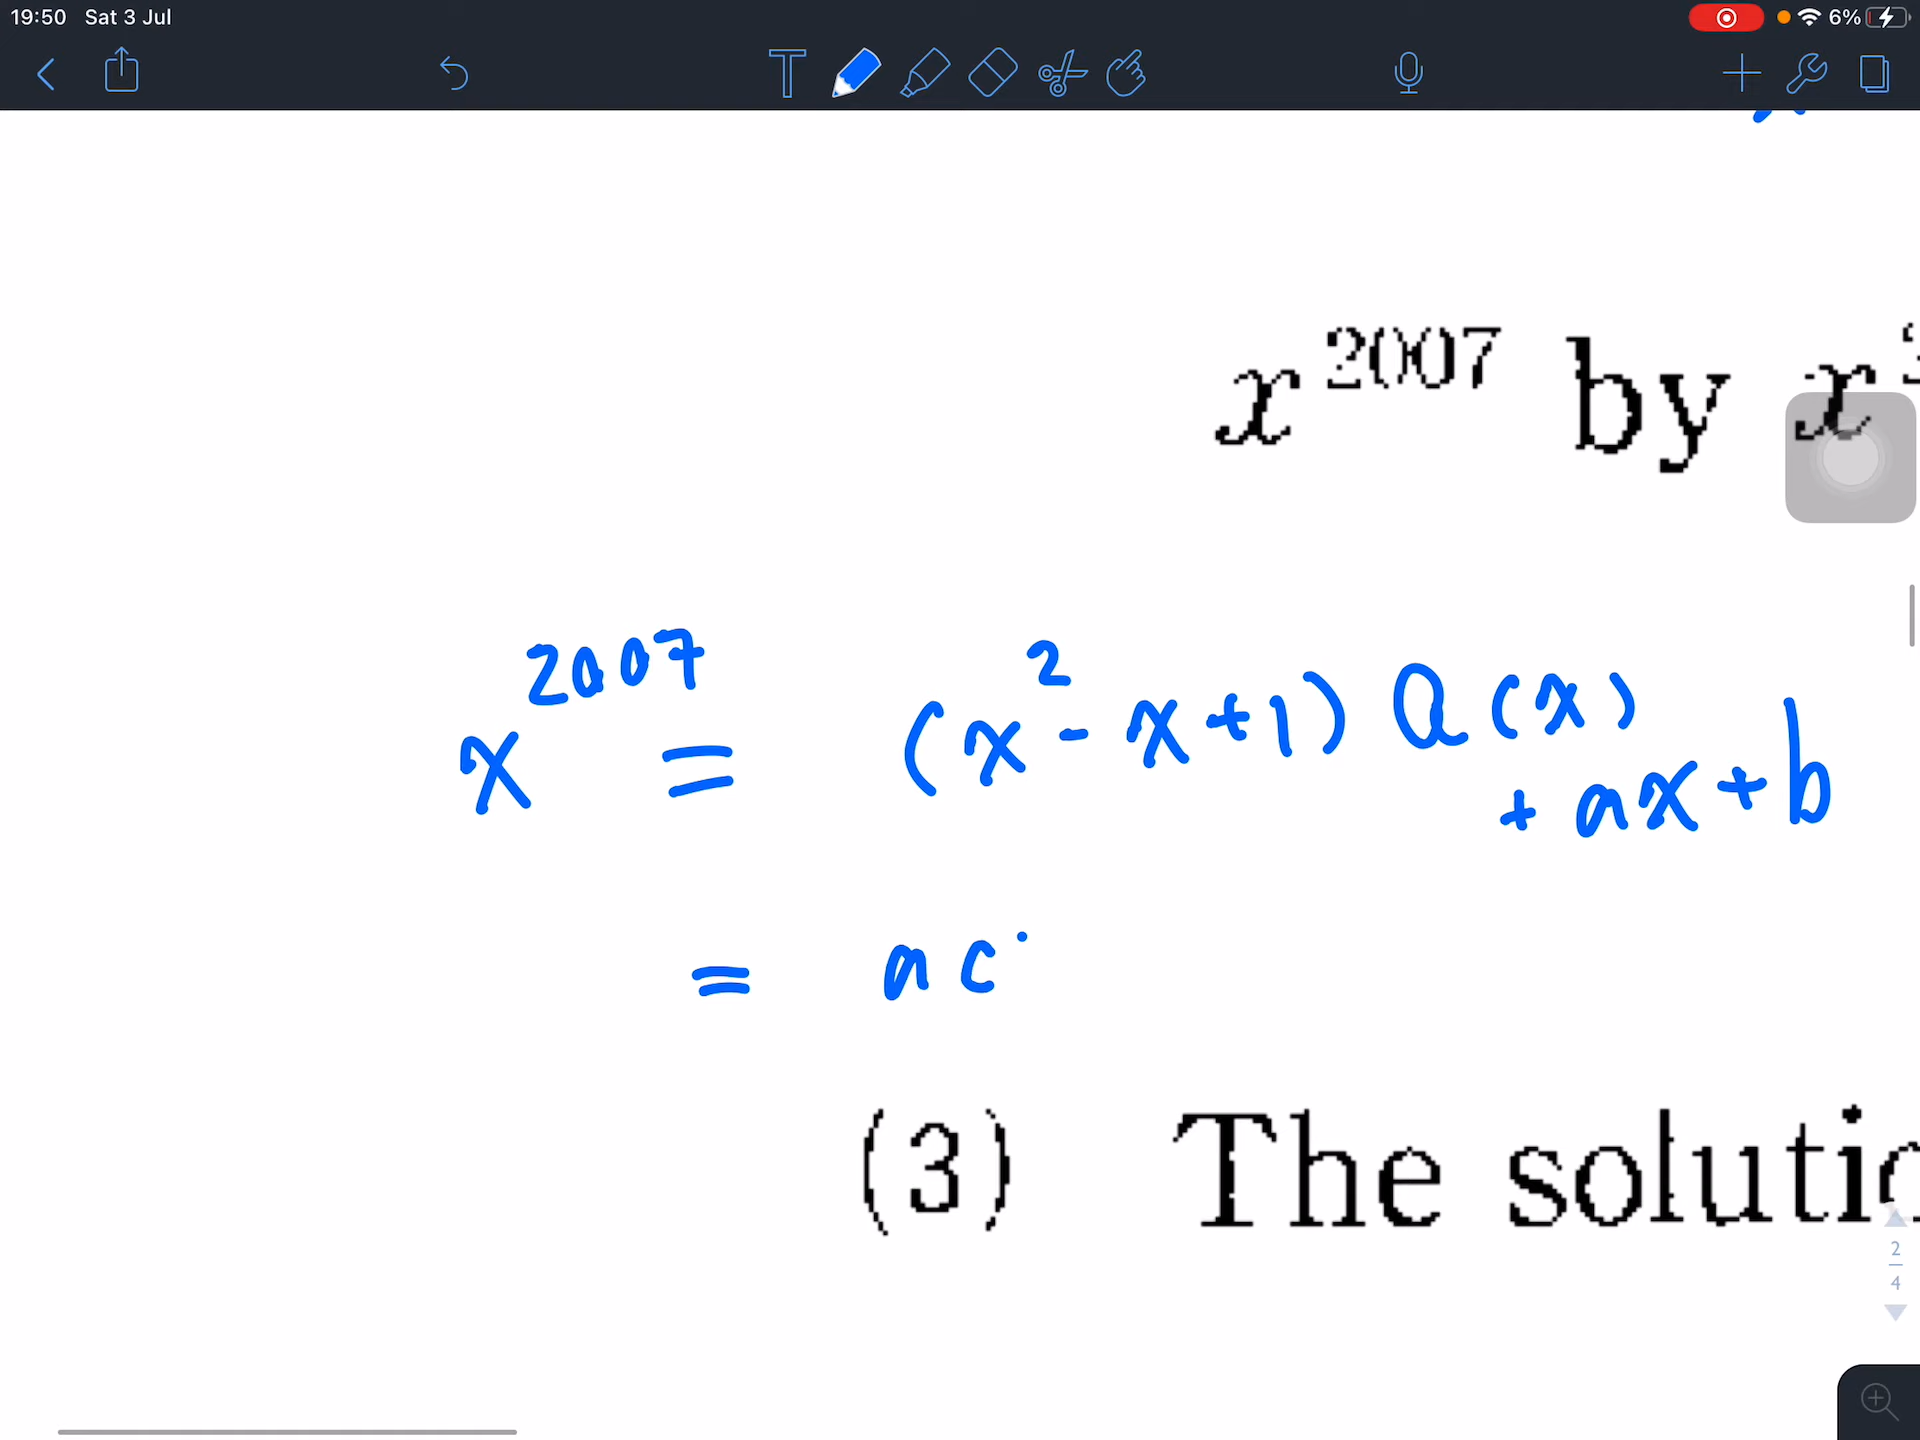 19:50 Sat 3 Jul 6%
T
x^2007 by x
x^2007 = (x^2 - x + 1) Q(x)
+ ax + b
= ac
(3) The solutio
2
4